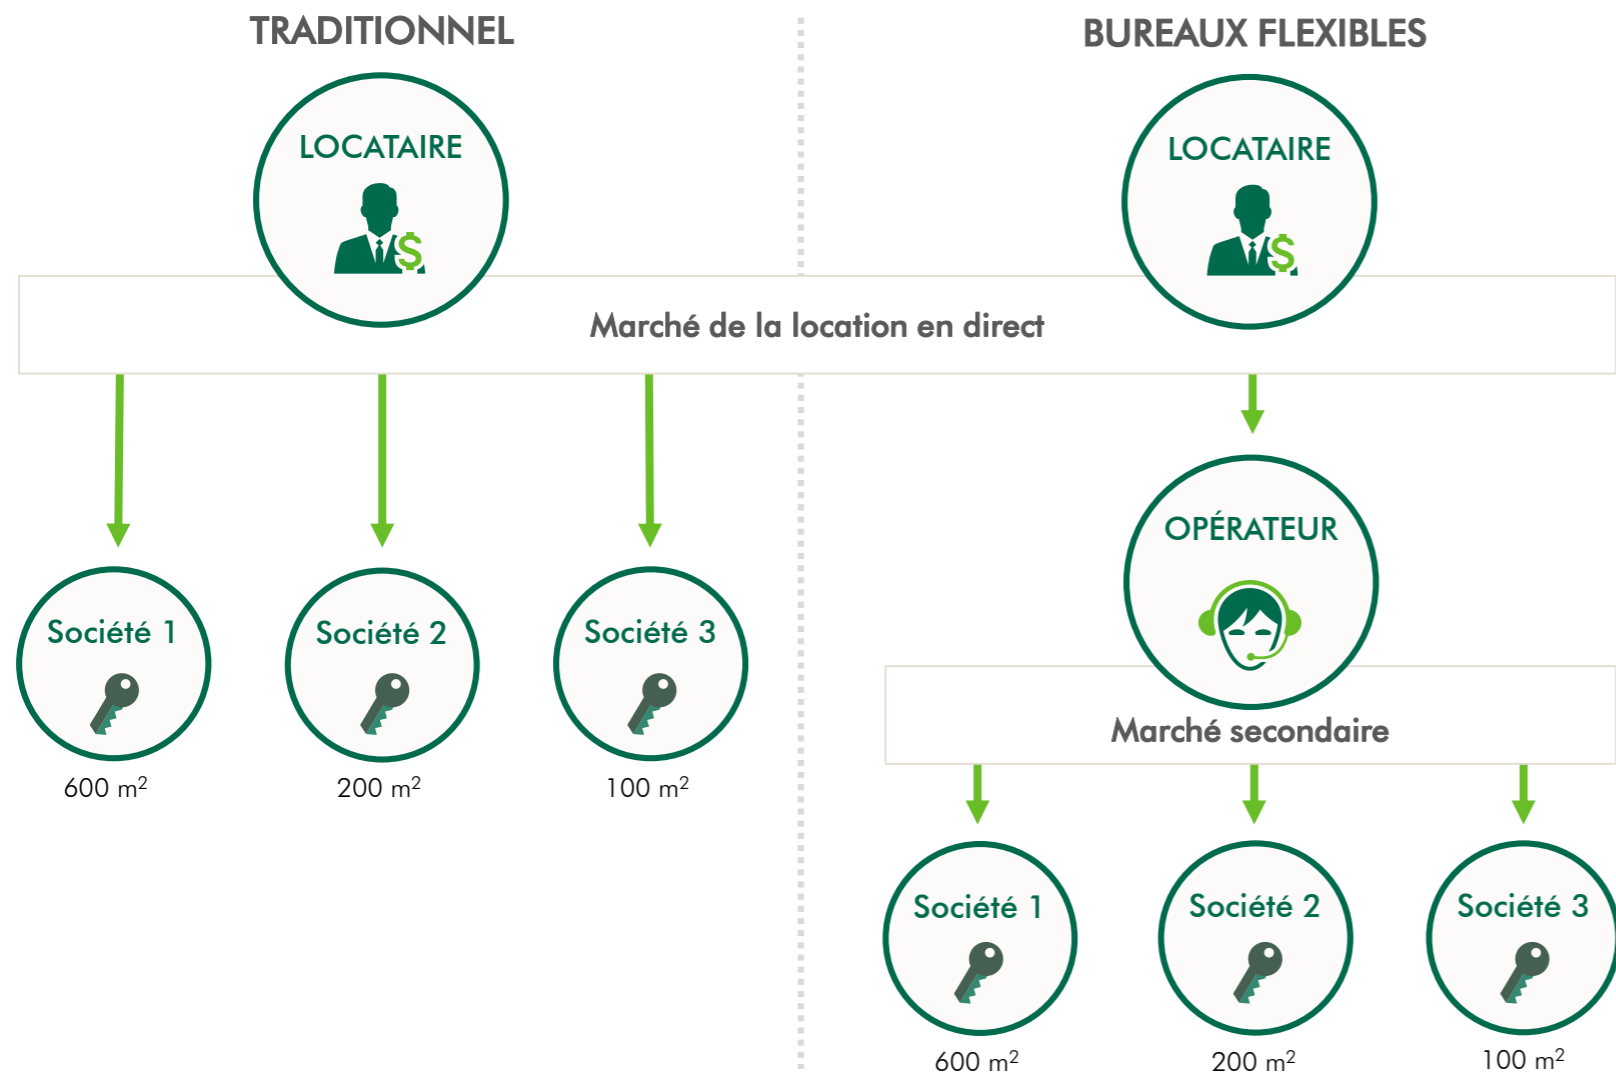 TRADITIONNEL
LOCATAIRE
BUREAUX FLEXIBLES
LOCATAIRE
Marché de la location en direct
Société 1
600 m²
Société 2
200 m²
Société 3
100 m²
OPÉRATEUR
Marché secondaire
Société 1
600 m²
Société 2
200 m²
Société 3
100 m²